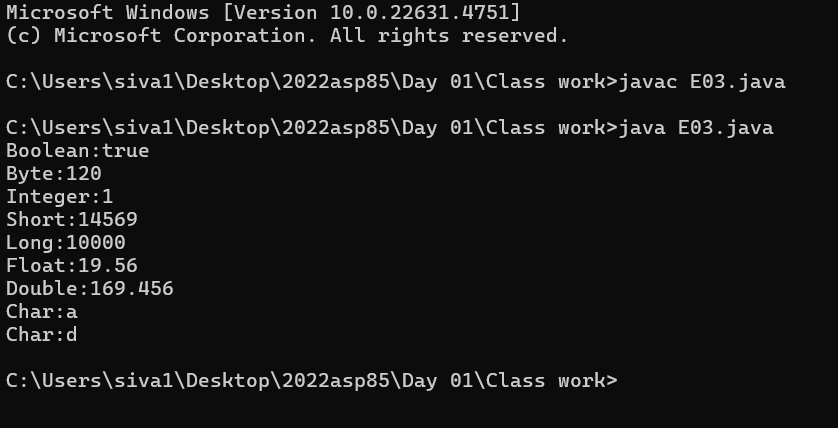 Microsoft Windows [Version 10.0.22631.4751]
(c) Microsoft Corporation. All rights reserved.
C:\Users\siva1\Desktop\2022asp85\Day 01\Class work>javac E03.java
C:\Users\siva1\Desktop\2022asp85\Day 01\Class work>java E03.java
Boolean:true
Byte:120
Integer:1
Short:14569
Long:10000
Float:19.56
Double:169.456
Char:a
Char:d
C:\Users\siva1\Desktop\2022asp85\Day 01\Class work>